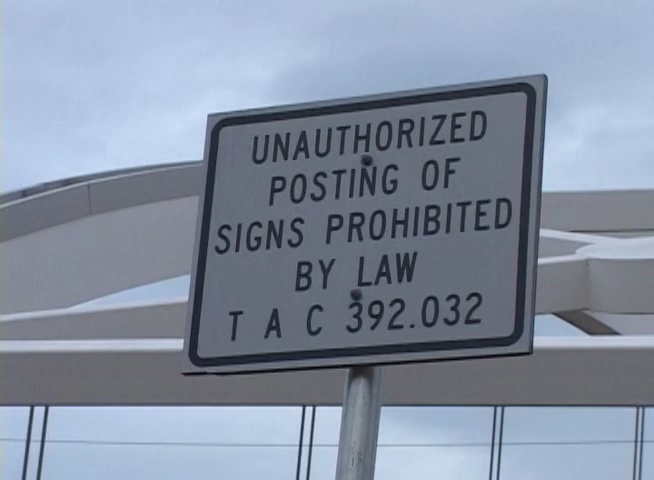 UNAUTHORIZED
POSTING OF
SIGNS PROHIBITED
BY LAW
T A C 392.032